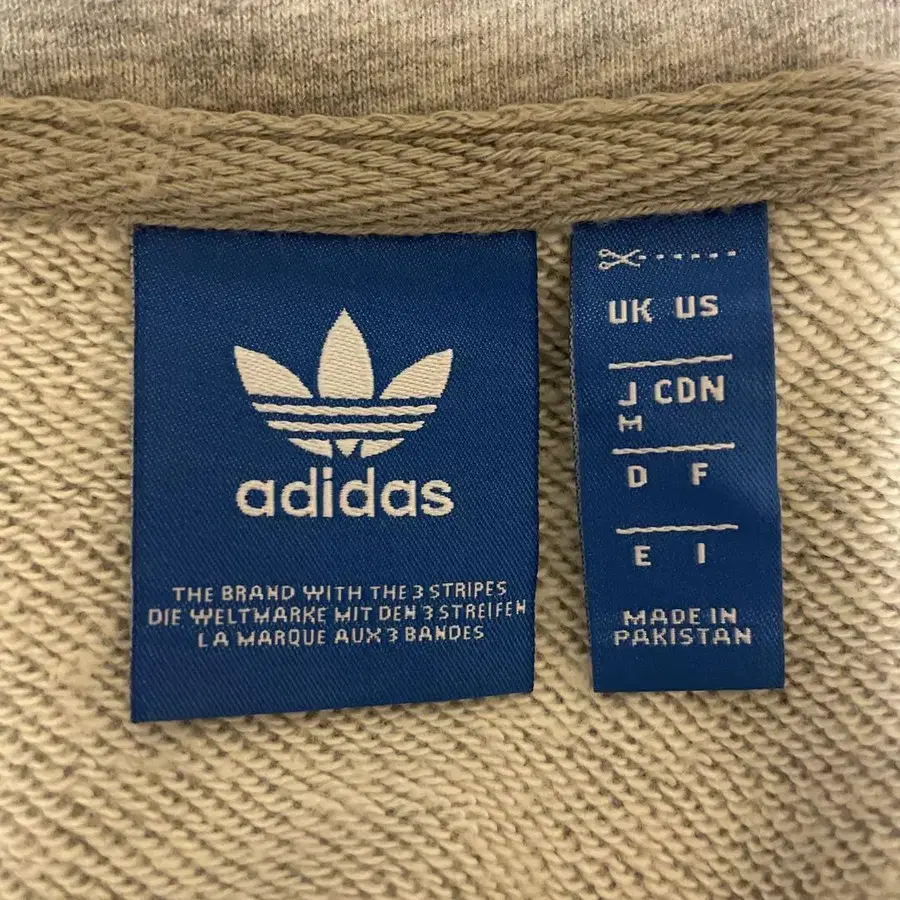 adidas
THE BRAND WITH THE 3 STRIPES
DIE WELTMARKE MIT DEN 3 STREIFEN
LA MARQUE AUX 3 BANDES
UK US
J CDN
M
D F
E I
MADE IN
PAKISTAN